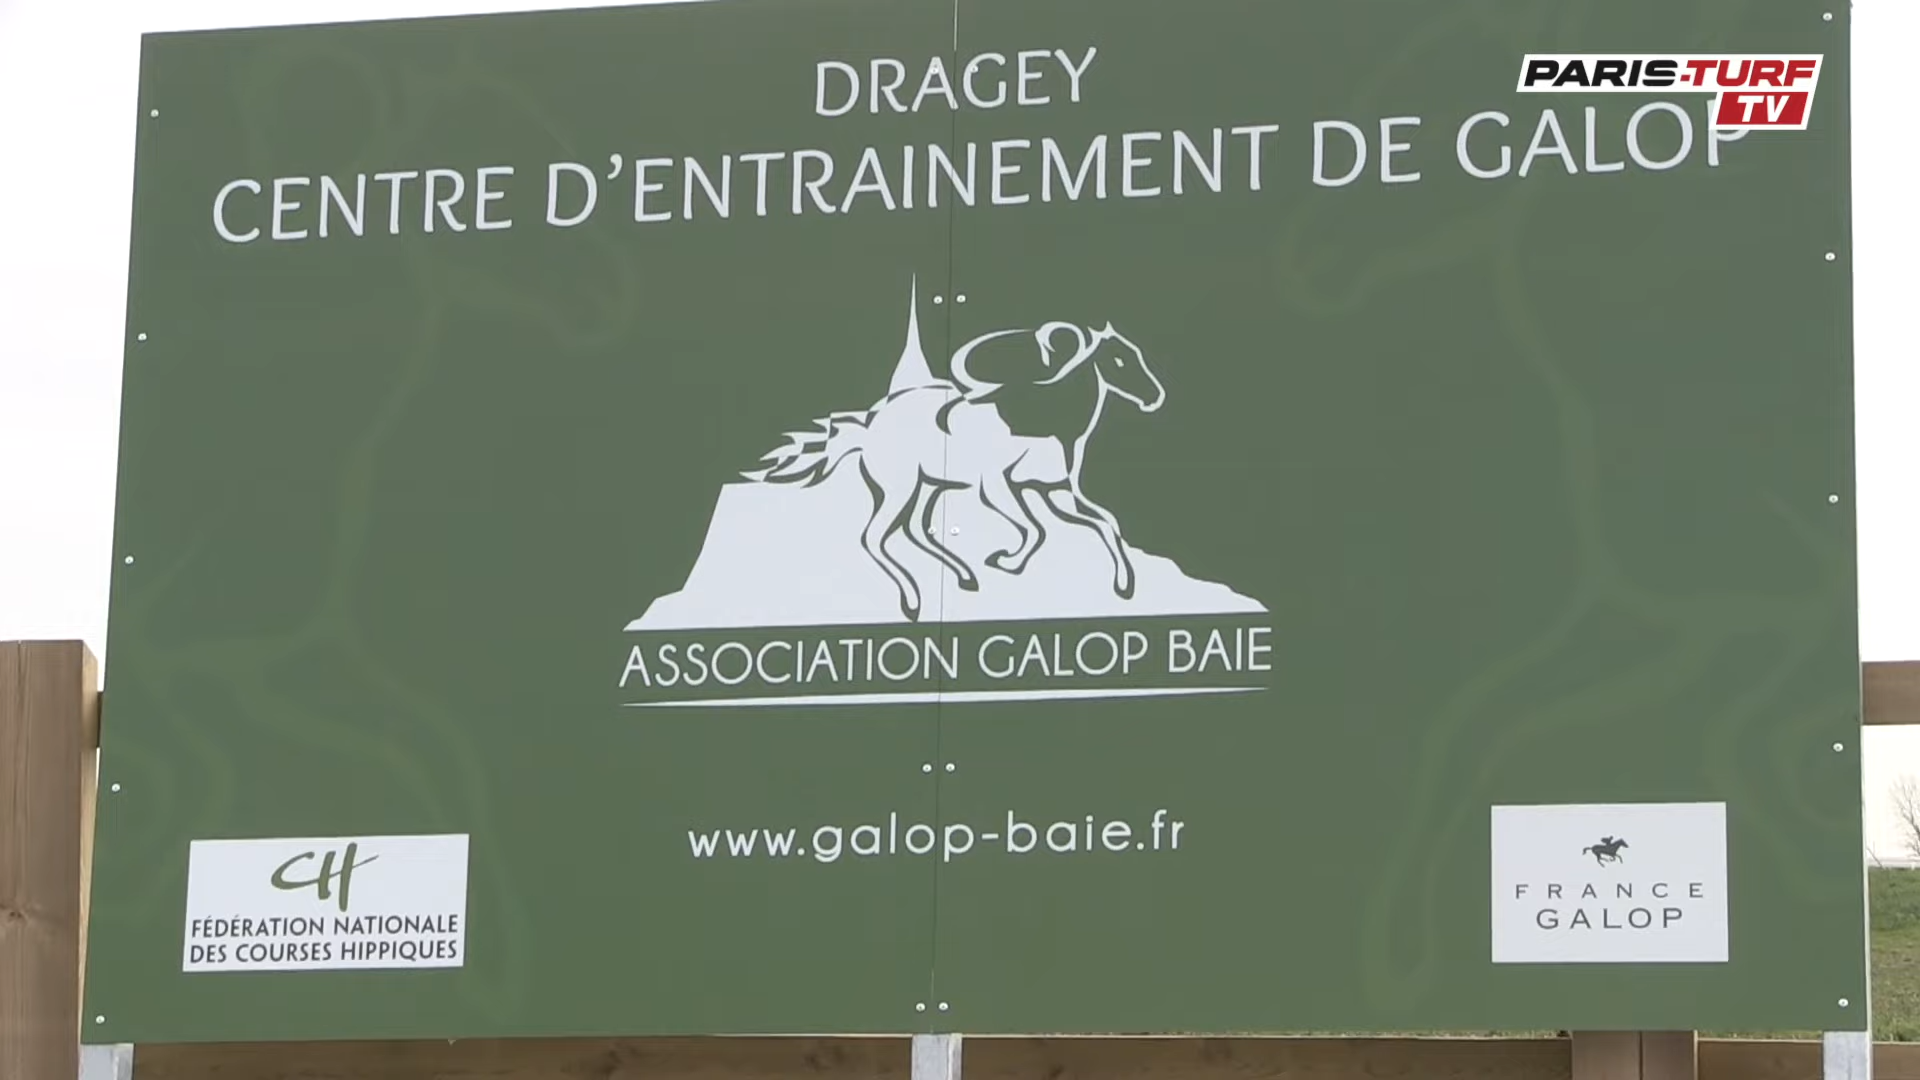 PARIS-TURF
TV
DRAGEY
CENTRE D'ENTRAINEMENT DE GALOP
ASSOCIATION GALOP BAIE
www.galop-baie.fr
CH
FÉDÉRATION NATIONALE
DES COURSES HIPPIQUES
FRANCE
GALOP